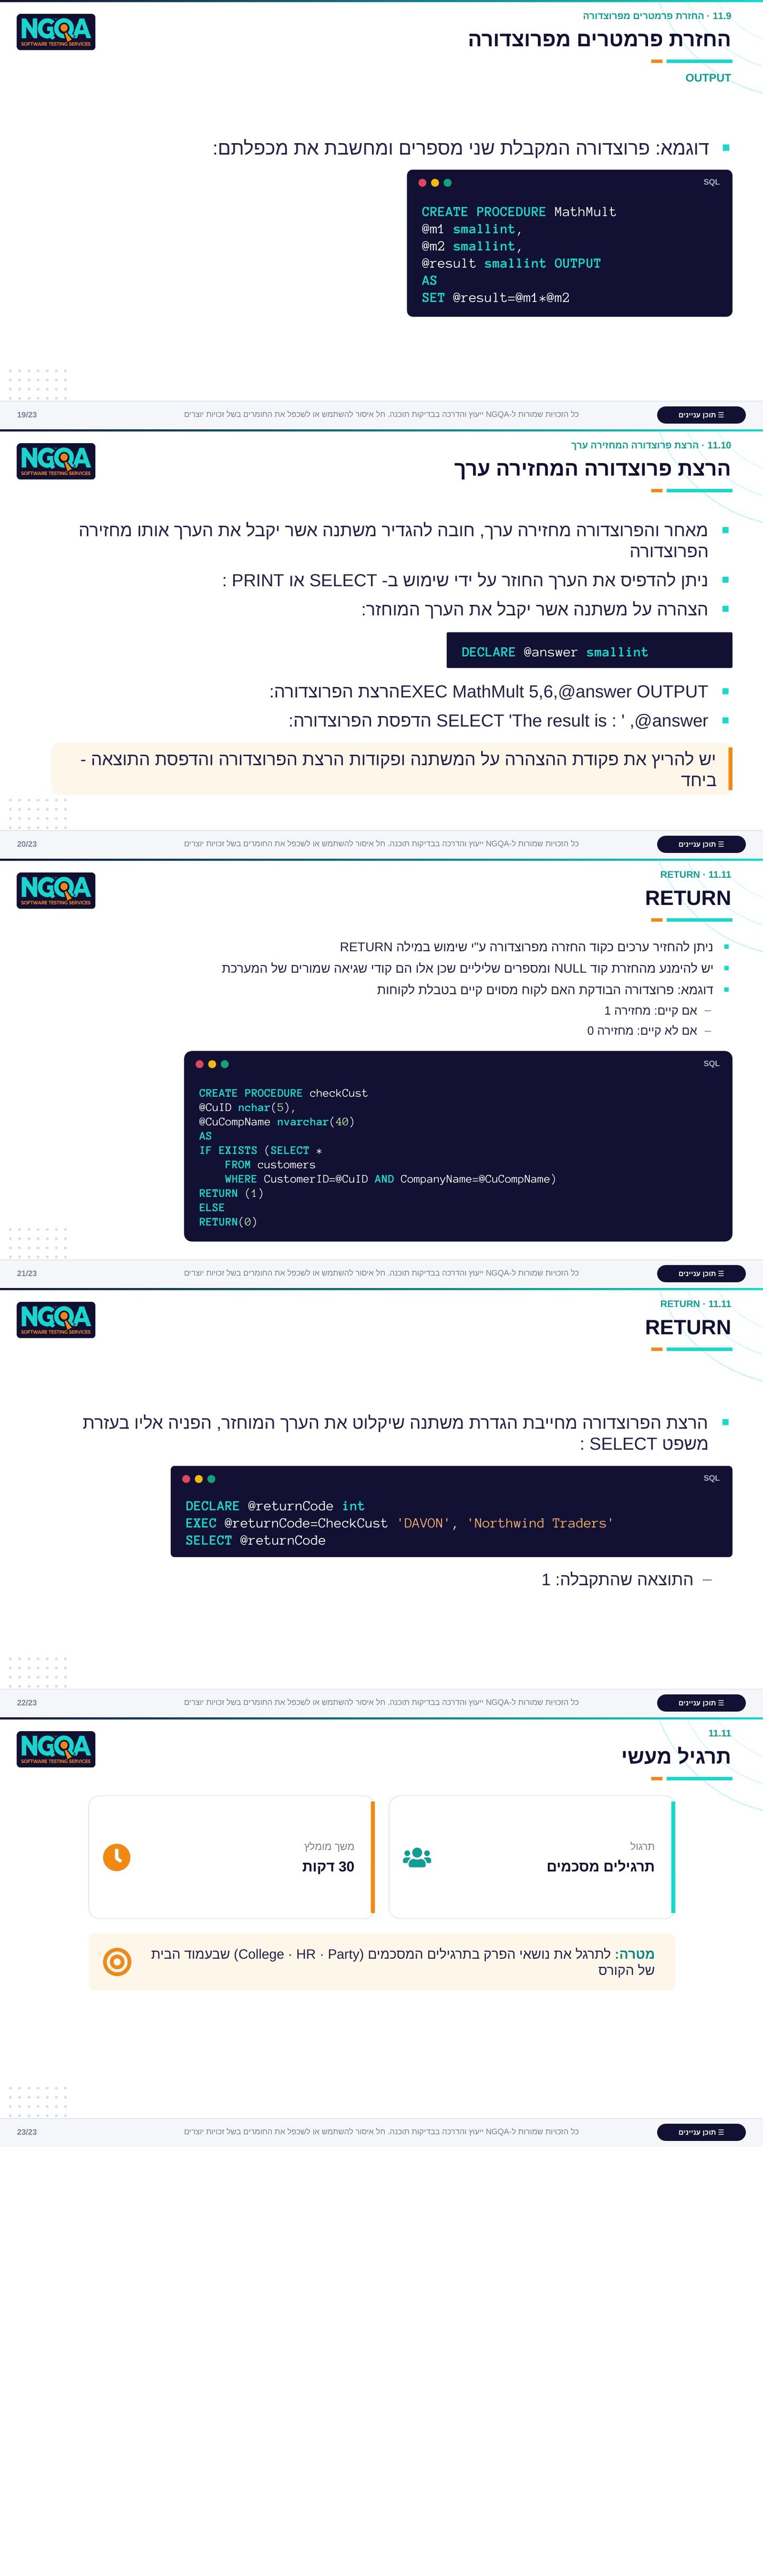 11.9 · החזרת פרמטרים מפרוצדורה
NGQA
SOFTWARE TESTING SERVICES
החזרת פרמטרים מפרוצדורה
OUTPUT
דוגמא: פרוצדורה המקבלת שני מספרים ומחשבת את מכפלתם:
SQL
CREATE PROCEDURE MathMult
@m1 smallint,
@m2 smallint,
@result smallint OUTPUT
AS
SET @result=@m1*@m2
☰ תוכן עניינים
כל הזכויות שמורות ל-NGQA ייעוץ והדרכה בבדיקות תוכנה. חל איסור להשתמש או לשכפל את החומרים בשל זכויות יוצרים
19/23
11.10 · הרצת פרוצדורה המחזירה ערך
NGQA
SOFTWARE TESTING SERVICES
הרצת פרוצדורה המחזירה ערך
מאחר והפרוצדורה מחזירה ערך, חובה להגדיר משתנה אשר יקבל את הערך אותו מחזירה
הפרוצדורה
ניתן להדפיס את הערך החוזר על ידי שימוש ב- SELECT או PRINT :
הצהרה על משתנה אשר יקבל את הערך המוחזר:
DECLARE @answer smallint
EXEC MathMult 5,6,@answer OUTPUTהרצת הפרוצדורה:
SELECT 'The result is : ' ,@answer הדפסת הפרוצדורה:
יש להריץ את פקודת ההצהרה על המשתנה ופקודות הרצת הפרוצדורה והדפסת התוצאה -
ביחד
☰ תוכן עניינים
כל הזכויות שמורות ל-NGQA ייעוץ והדרכה בבדיקות תוכנה. חל איסור להשתמש או לשכפל את החומרים בשל זכויות יוצרים
20/23
11.11 · RETURN
NGQA
SOFTWARE TESTING SERVICES
RETURN
ניתן להחזיר ערכים כקוד החזרה מפרוצדורה ע"י שימוש במילה RETURN
יש להימנע מהחזרת קוד NULL ומספרים שליליים שכן אלו הם קודי שגיאה שמורים של המערכת
דוגמא: פרוצדורה הבודקת האם לקוח מסוים קיים בטבלת לקוחות
– אם קיים: מחזירה 1
– אם לא קיים: מחזירה 0
SQL
CREATE PROCEDURE checkCust
@CuID nchar(5),
@CuCompName nvarchar(40)
AS
IF EXISTS (SELECT *
FROM customers
WHERE CustomerID=@CuID AND CompanyName=@CuCompName)
RETURN (1)
ELSE
RETURN(0)
☰ תוכן עניינים
כל הזכויות שמורות ל-NGQA ייעוץ והדרכה בבדיקות תוכנה. חל איסור להשתמש או לשכפל את החומרים בשל זכויות יוצרים
21/23
11.11 · RETURN
NGQA
SOFTWARE TESTING SERVICES
RETURN
הרצת הפרוצדורה מחייבת הגדרת משתנה שיקלוט את הערך המוחזר, הפניה אליו בעזרת
משפט SELECT :
SQL
DECLARE @returnCode int
EXEC @returnCode=CheckCust 'DAVON', 'Northwind Traders'
SELECT @returnCode
– התוצאה שהתקבלה: 1
☰ תוכן עניינים
כל הזכויות שמורות ל-NGQA ייעוץ והדרכה בבדיקות תוכנה. חל איסור להשתמש או לשכפל את החומרים בשל זכויות יוצרים
22/23
11.11
NGQA
SOFTWARE TESTING SERVICES
תרגיל מעשי
תרגול
תרגילים מסכמים
משך מומלץ
30 דקות
מטרה: לתרגל את נושאי הפרק בתרגילים המסכמים (College · HR · Party) שבעמוד הבית
של הקורס
☰ תוכן עניינים
כל הזכויות שמורות ל-NGQA ייעוץ והדרכה בבדיקות תוכנה. חל איסור להשתמש או לשכפל את החומרים בשל זכויות יוצרים
23/23